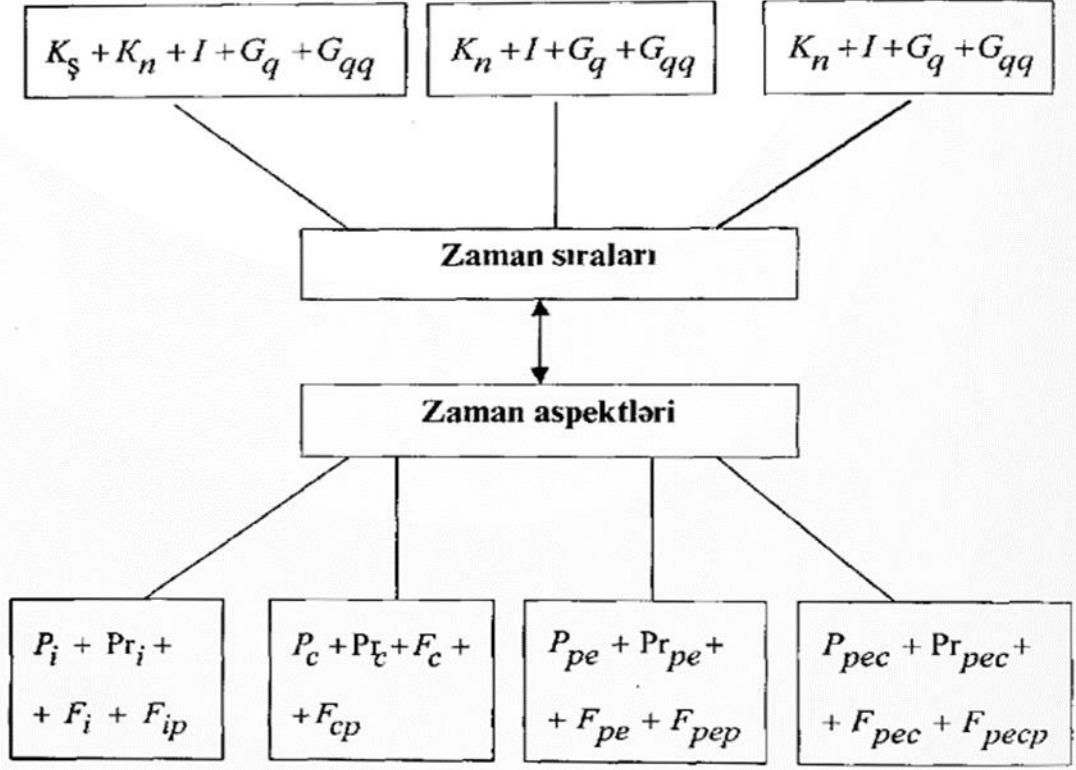 Kş + Kn + I + Gq + Gqq
Kn + I + Gq + Gqq
Kn + I + Gq + Gqq
Zaman sıraları
Zaman aspektləri
Pi + Pri +
+ Fi + Fip
Pc + Prc + Fc +
+ Fcp
Ppe + Prpe +
+ Fpe + Fpep
Ppec + Prpec +
+ Fpec + Fpecp